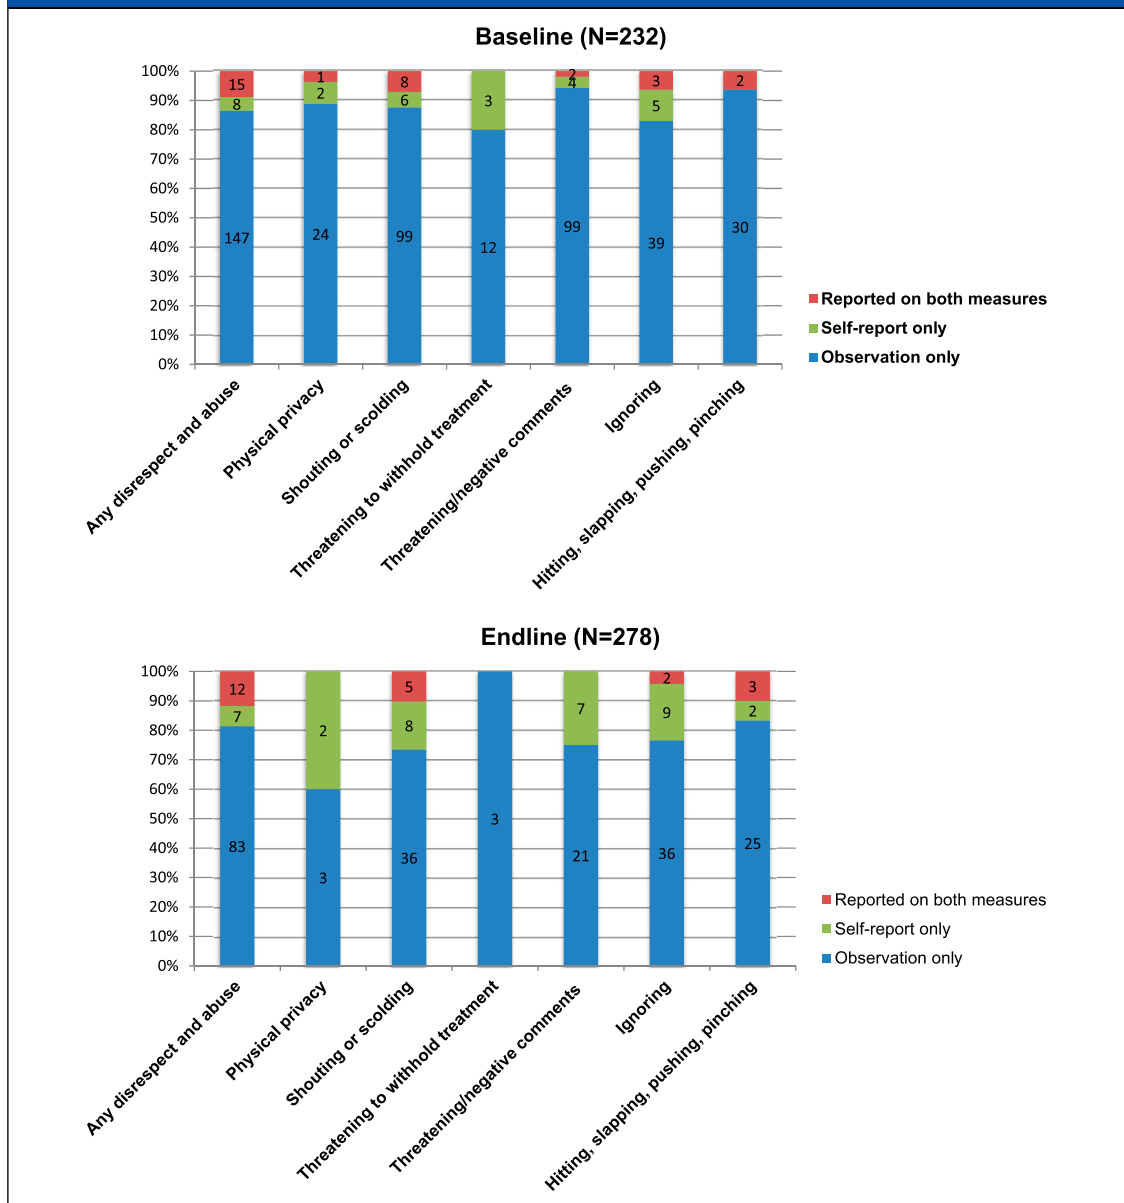 Baseline (N=232)
100%
90%
80%
70%
60%
50%
40%
30%
20%
10%
0%
15
8
147
1
2
24
8
6
99
3
12
2
4
99
3
5
39
2
30
Reported on both measures
Self-report only
Observation only
Any disrespect and abuse
Physical privacy
Shouting or scolding
Threatening to withhold treatment
Threatening/negative comments
Ignoring
Hitting, slapping, pushing, pinching
Endline (N=278)
100%
90%
80%
70%
60%
50%
40%
30%
20%
10%
0%
12
7
83
2
3
5
8
36
3
7
21
2
9
36
3
2
25
Reported on both measures
Self-report only
Observation only
Any disrespect and abuse
Physical privacy
Shouting or scolding
Threatening to withhold treatment
Threatening/negative comments
Ignoring
Hitting, slapping, pushing, pinching